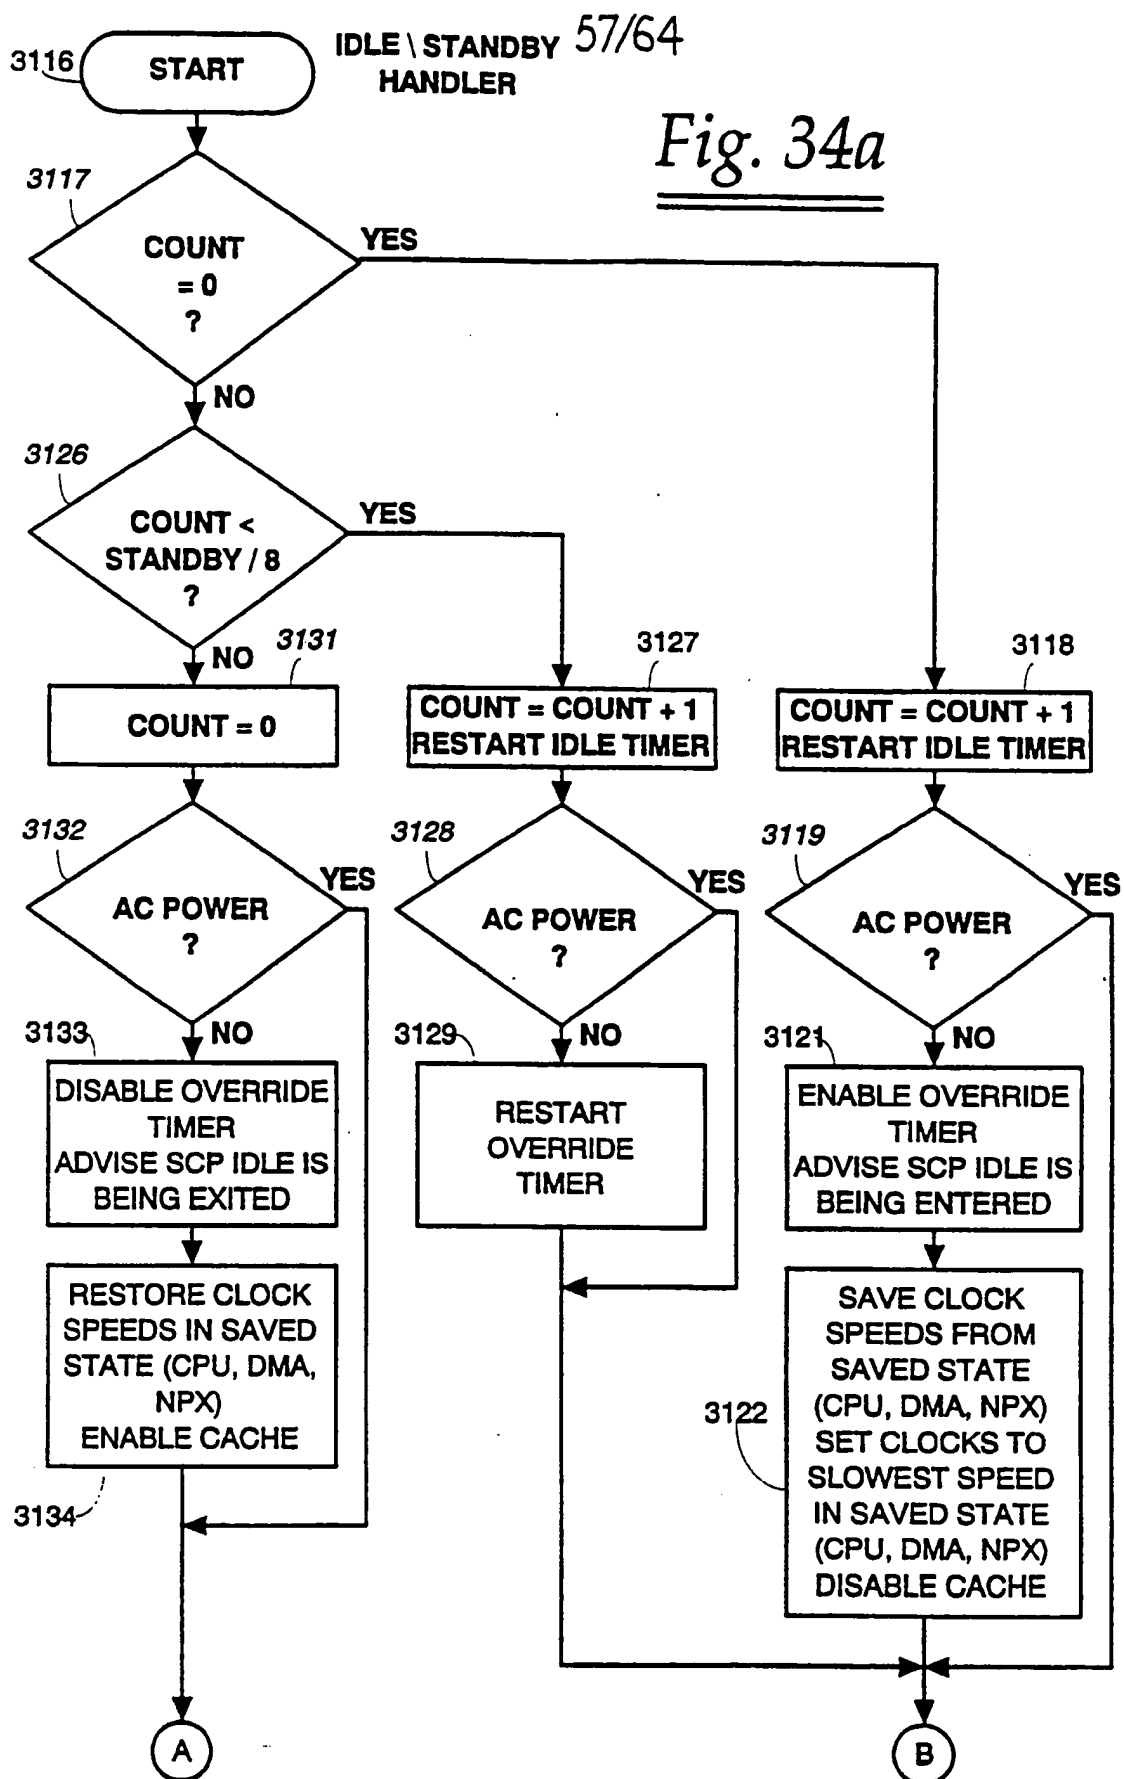 57/64
IDLE \ STANDBY
HANDLER
Fig. 34a
3116
START
3117
COUNT
= 0
?
YES
NO
3126
COUNT <
STANDBY / 8
?
YES
NO
3131
COUNT = 0
3127
COUNT = COUNT + 1
RESTART IDLE TIMER
3118
COUNT = COUNT + 1
RESTART IDLE TIMER
3132
AC POWER
?
YES
NO
3128
AC POWER
?
YES
NO
3119
AC POWER
?
YES
NO
3133
DISABLE OVERRIDE
TIMER
ADVISE SCP IDLE IS
BEING EXITED
3129
RESTART
OVERRIDE
TIMER
3121
ENABLE OVERRIDE
TIMER
ADVISE SCP IDLE IS
BEING ENTERED
RESTORE CLOCK
SPEEDS IN SAVED
STATE (CPU, DMA,
NPX)
ENABLE CACHE
3134
3122
SAVE CLOCK
SPEEDS FROM
SAVED STATE
(CPU, DMA, NPX)
SET CLOCKS TO
SLOWEST SPEED
IN SAVED STATE
(CPU, DMA, NPX)
DISABLE CACHE
A
B